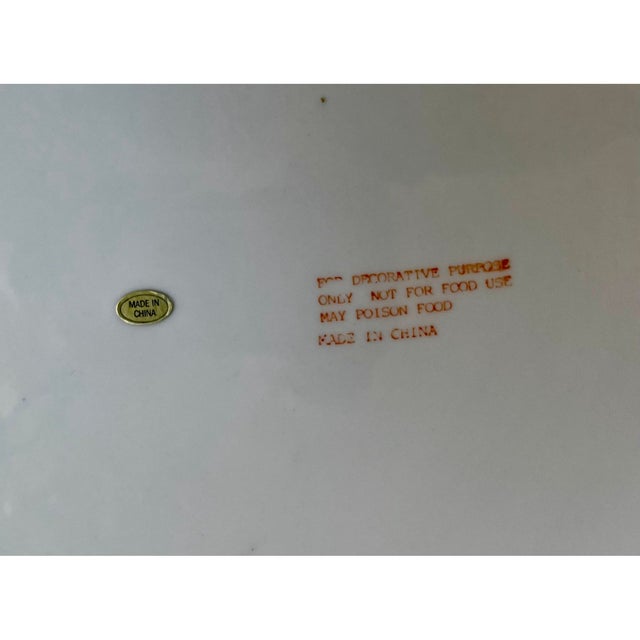 MADE IN
CHINA
FOR DECORATIVE PURPOSE
ONLY NOT FOR FOOD USE
MAY POISON FOOD
MADE IN CHINA